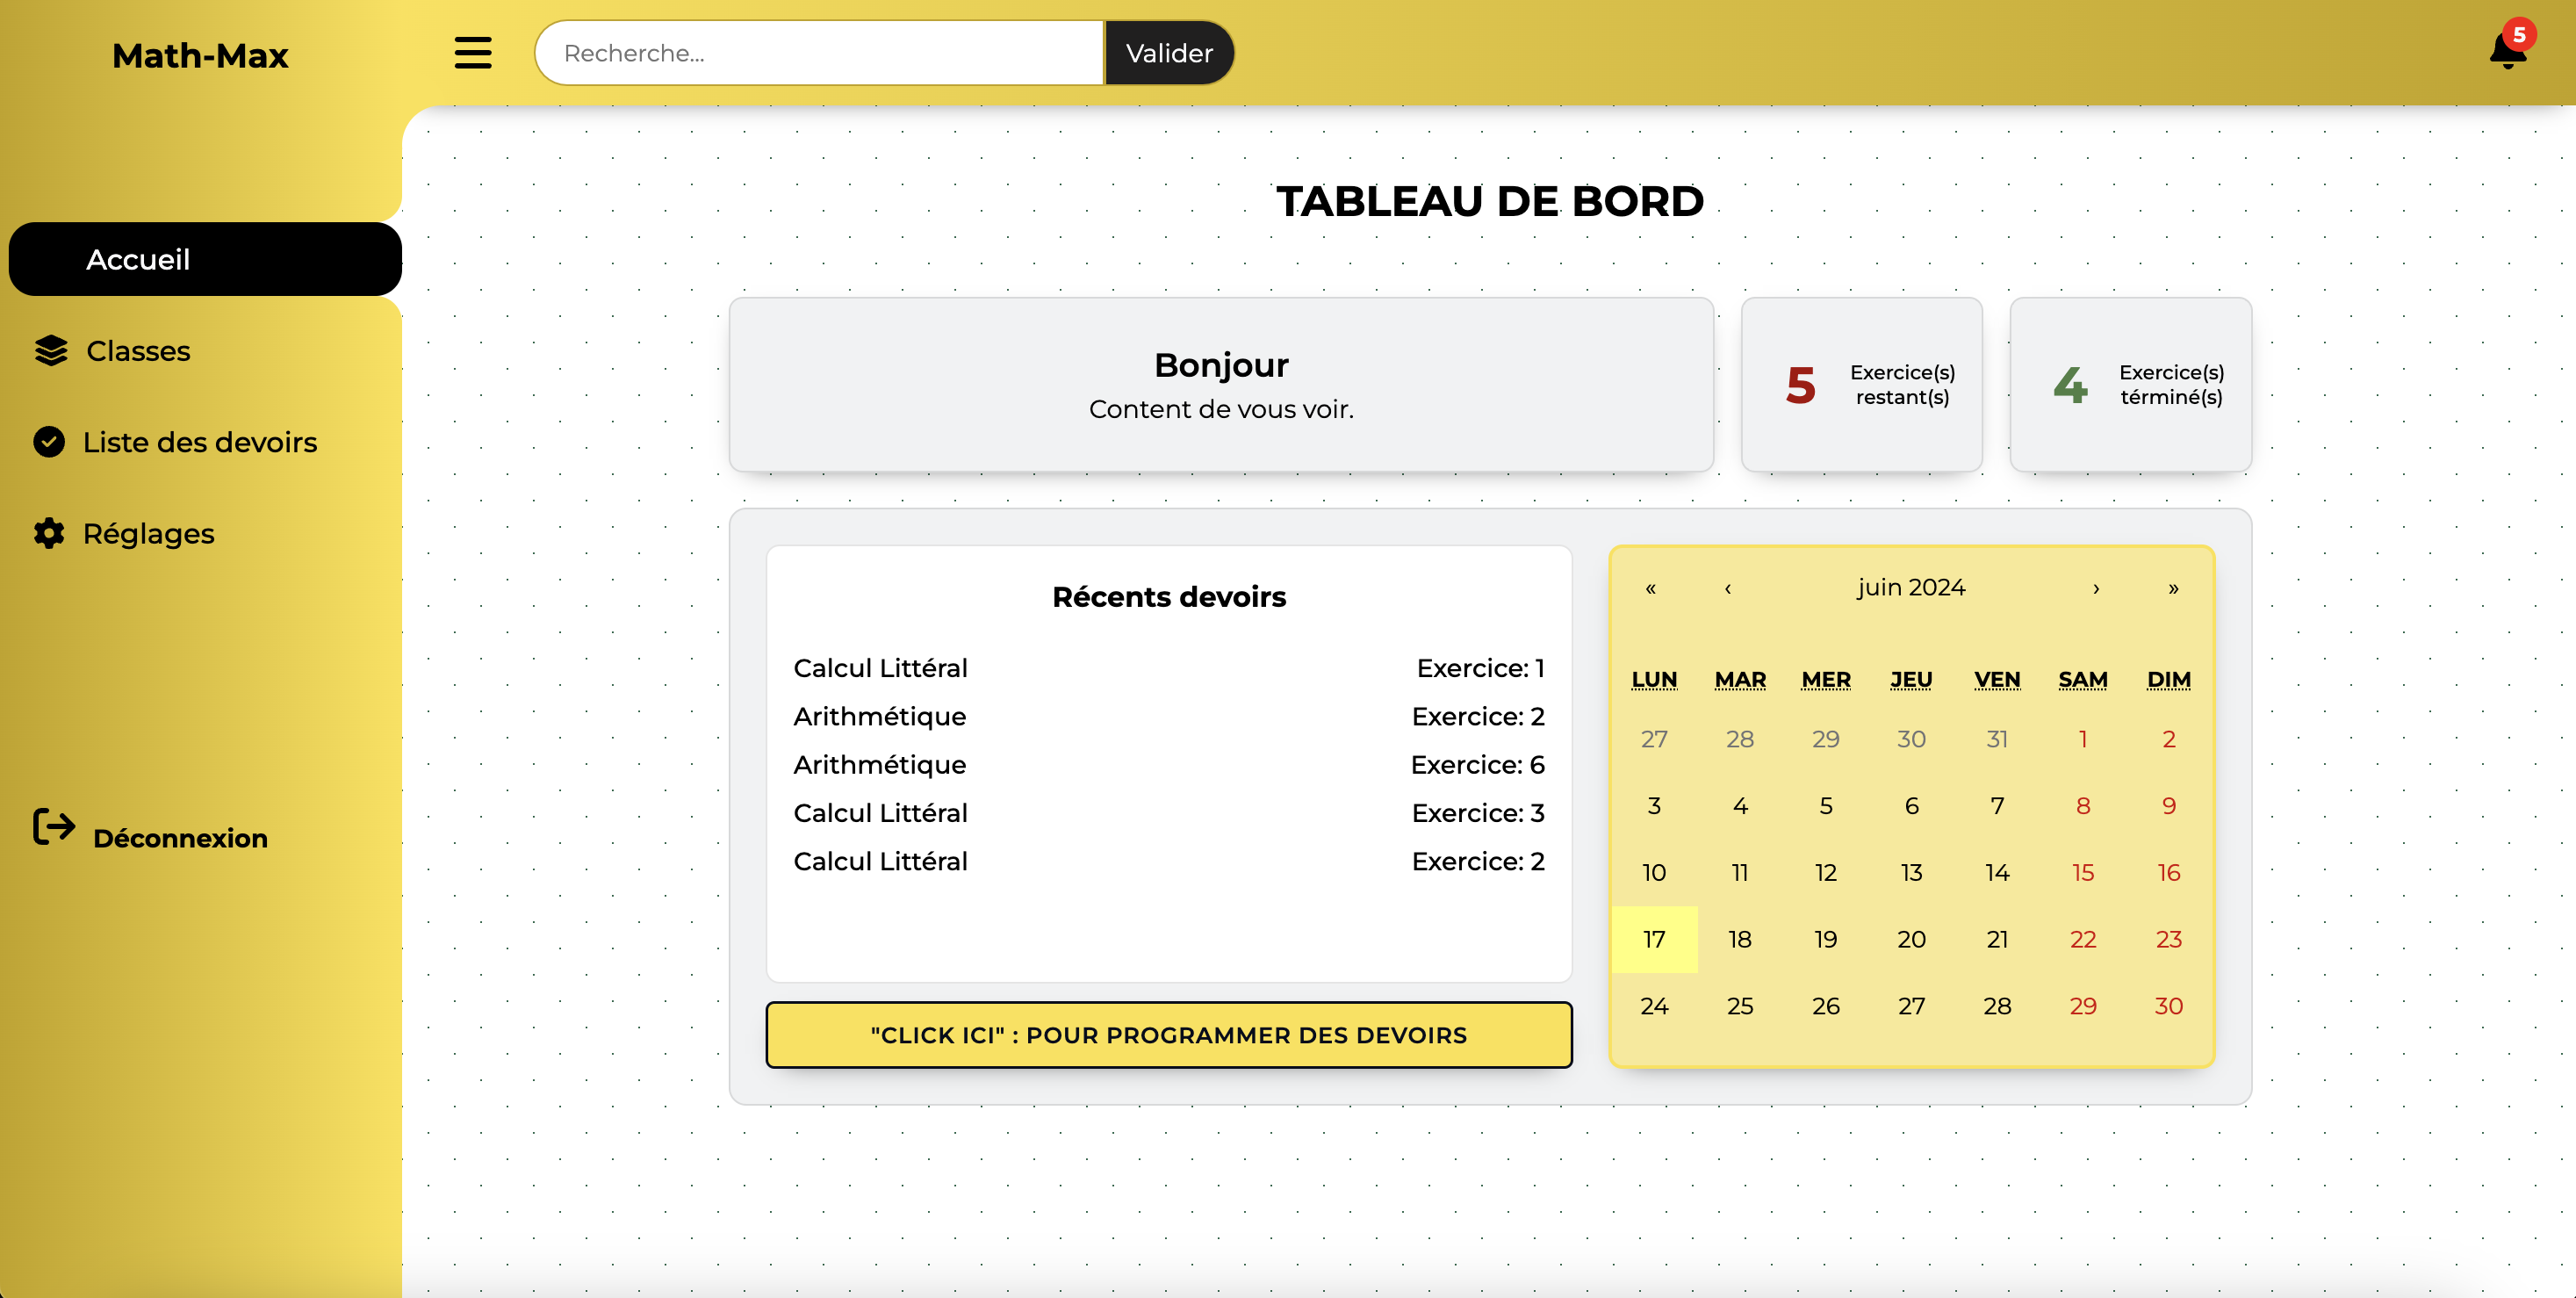 Math-Max
Recherche...
Valider
5
Accueil
Classes
Liste des devoirs
Réglages
Déconnexion
TABLEAU DE BORD
Bonjour
Content de vous voir.
5
Exercice(s)
restant(s)
4
Exercice(s)
términé(s)
Récents devoirs
Calcul Littéral Exercice: 1
Arithmétique Exercice: 2
Arithmétique Exercice: 6
Calcul Littéral Exercice: 3
Calcul Littéral Exercice: 2
"CLICK ICI" : POUR PROGRAMMER DES DEVOIRS
« ‹ juin 2024 › »
LUN MAR MER JEU VEN SAM DIM
27 28 29 30 31 1 2
3 4 5 6 7 8 9
10 11 12 13 14 15 16
17 18 19 20 21 22 23
24 25 26 27 28 29 30